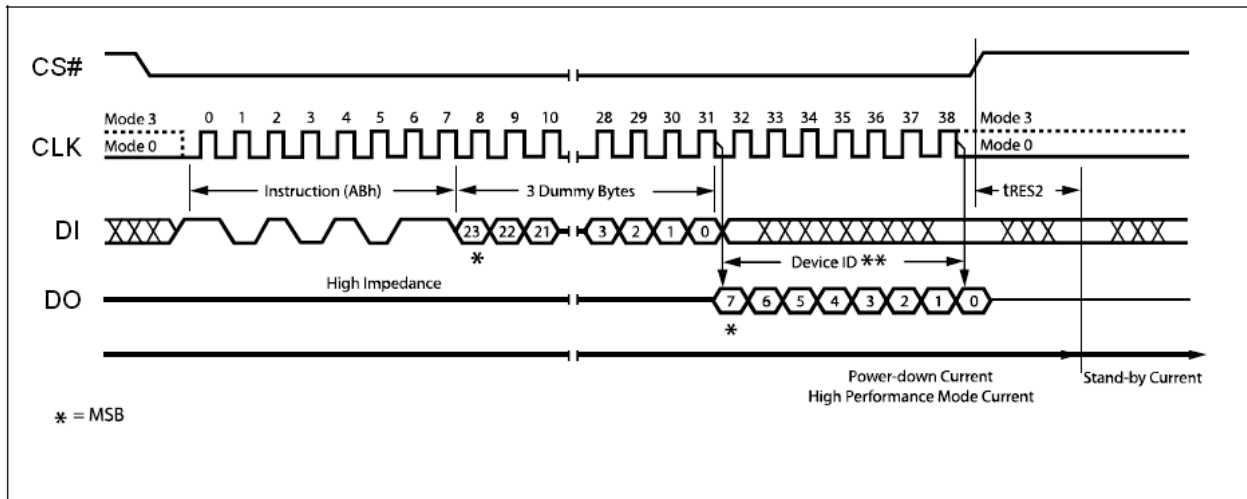 CS#
Mode 3 0 1 2 3 4 5 6 7 8 9 10 28 29 30 31 32 33 34 35 36 37 38 Mode 3
CLK Mode 0 Mode 0
Instruction (ABh) 3 Dummy Bytes tRES2
DI 23 22 21 3 2 1 0
* Device ID **
High Impedance
DO 7 6 5 4 3 2 1 0
*
Power-down Current Stand-by Current
High Performance Mode Current
* = MSB